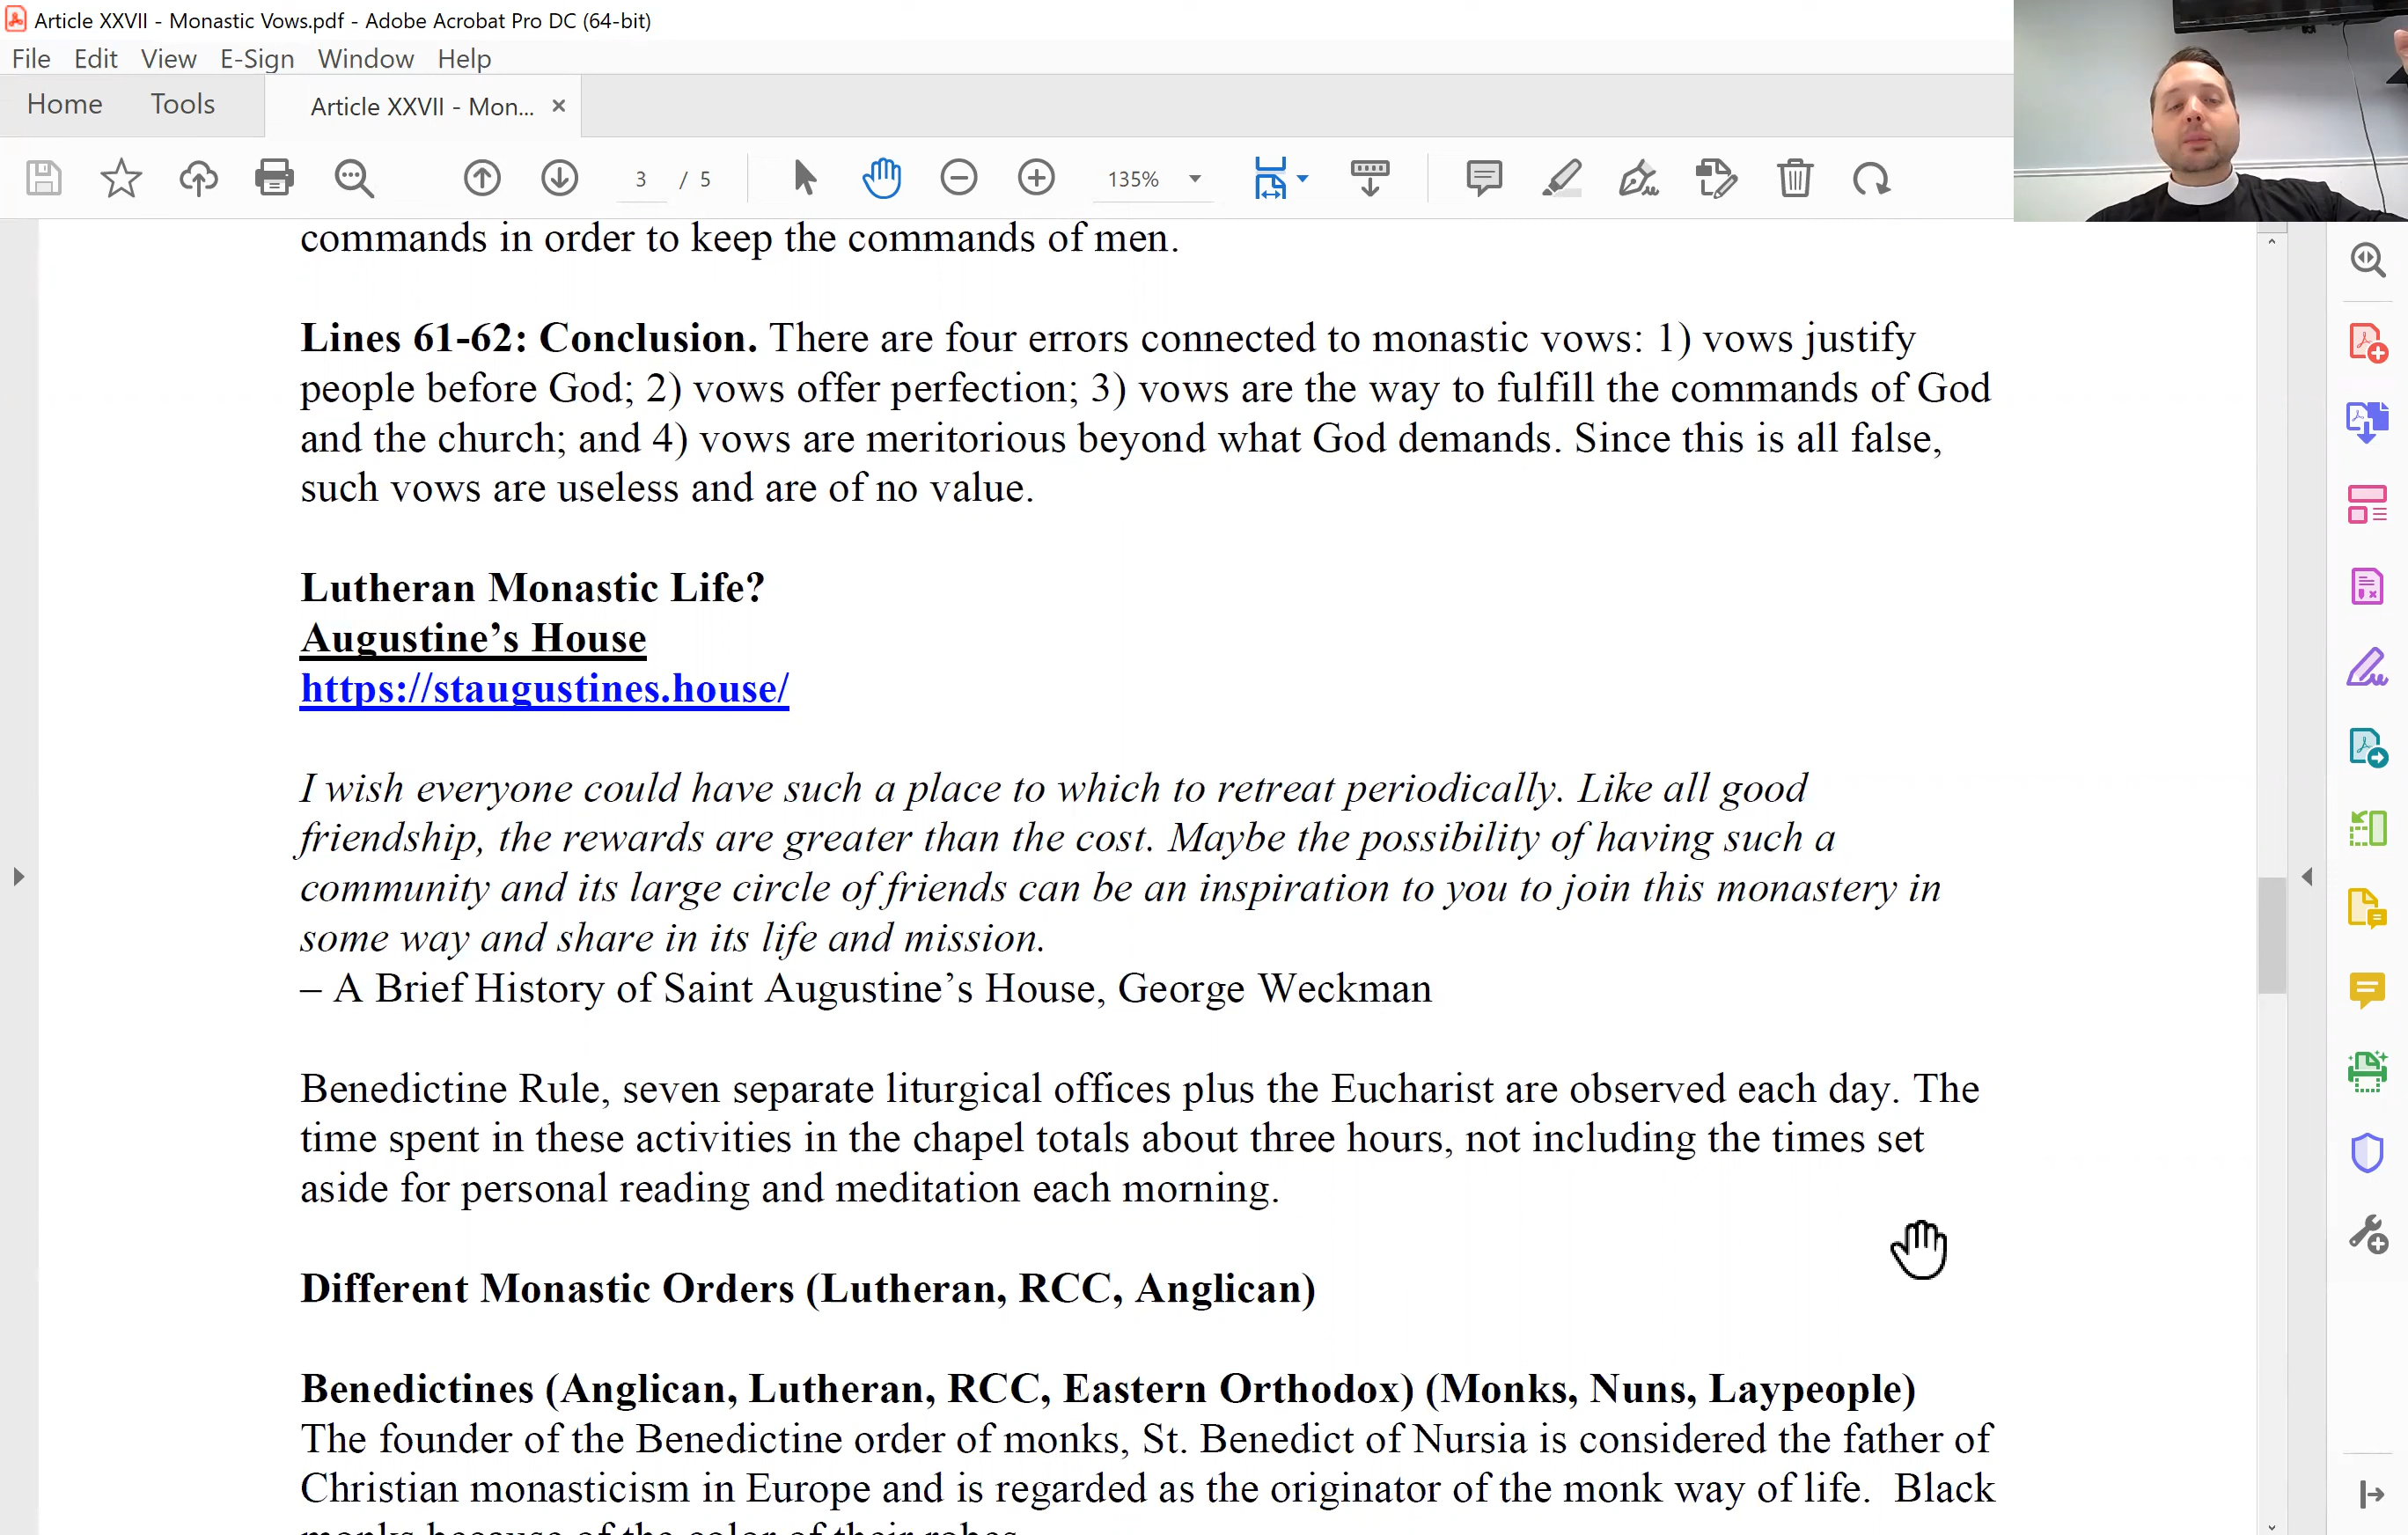 Article XXVII - Monastic Vows.pdf - Adobe Acrobat Pro DC (64-bit)
File Edit View E-Sign Window Help
Home Tools Article XXVII - Mon... ×
3 / 5 135%
commands in order to keep the commands of men.
Lines 61-62: Conclusion. There are four errors connected to monastic vows: 1) vows justify
people before God; 2) vows offer perfection; 3) vows are the way to fulfill the commands of God
and the church; and 4) vows are meritorious beyond what God demands. Since this is all false,
such vows are useless and are of no value.
Lutheran Monastic Life?
Augustine’s House
https://staugustines.house/
I wish everyone could have such a place to which to retreat periodically. Like all good
friendship, the rewards are greater than the cost. Maybe the possibility of having such a
community and its large circle of friends can be an inspiration to you to join this monastery in
some way and share in its life and mission.
– A Brief History of Saint Augustine’s House, George Weckman
Benedictine Rule, seven separate liturgical offices plus the Eucharist are observed each day. The
time spent in these activities in the chapel totals about three hours, not including the times set
aside for personal reading and meditation each morning.
Different Monastic Orders (Lutheran, RCC, Anglican)
Benedictines (Anglican, Lutheran, RCC, Eastern Orthodox) (Monks, Nuns, Laypeople)
The founder of the Benedictine order of monks, St. Benedict of Nursia is considered the father of
Christian monasticism in Europe and is regarded as the originator of the monk way of life.  Black
monks because of the color of their robes.